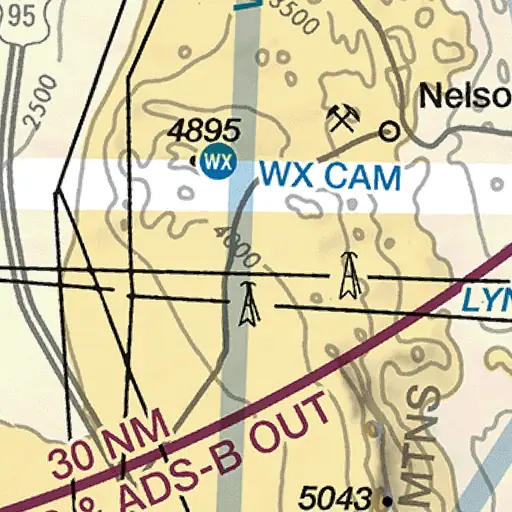 95
3500
2500
Nelso
4895
WX
WX CAM
4000
LYN
30 NM
& ADS-B OUT
MTNS
5043